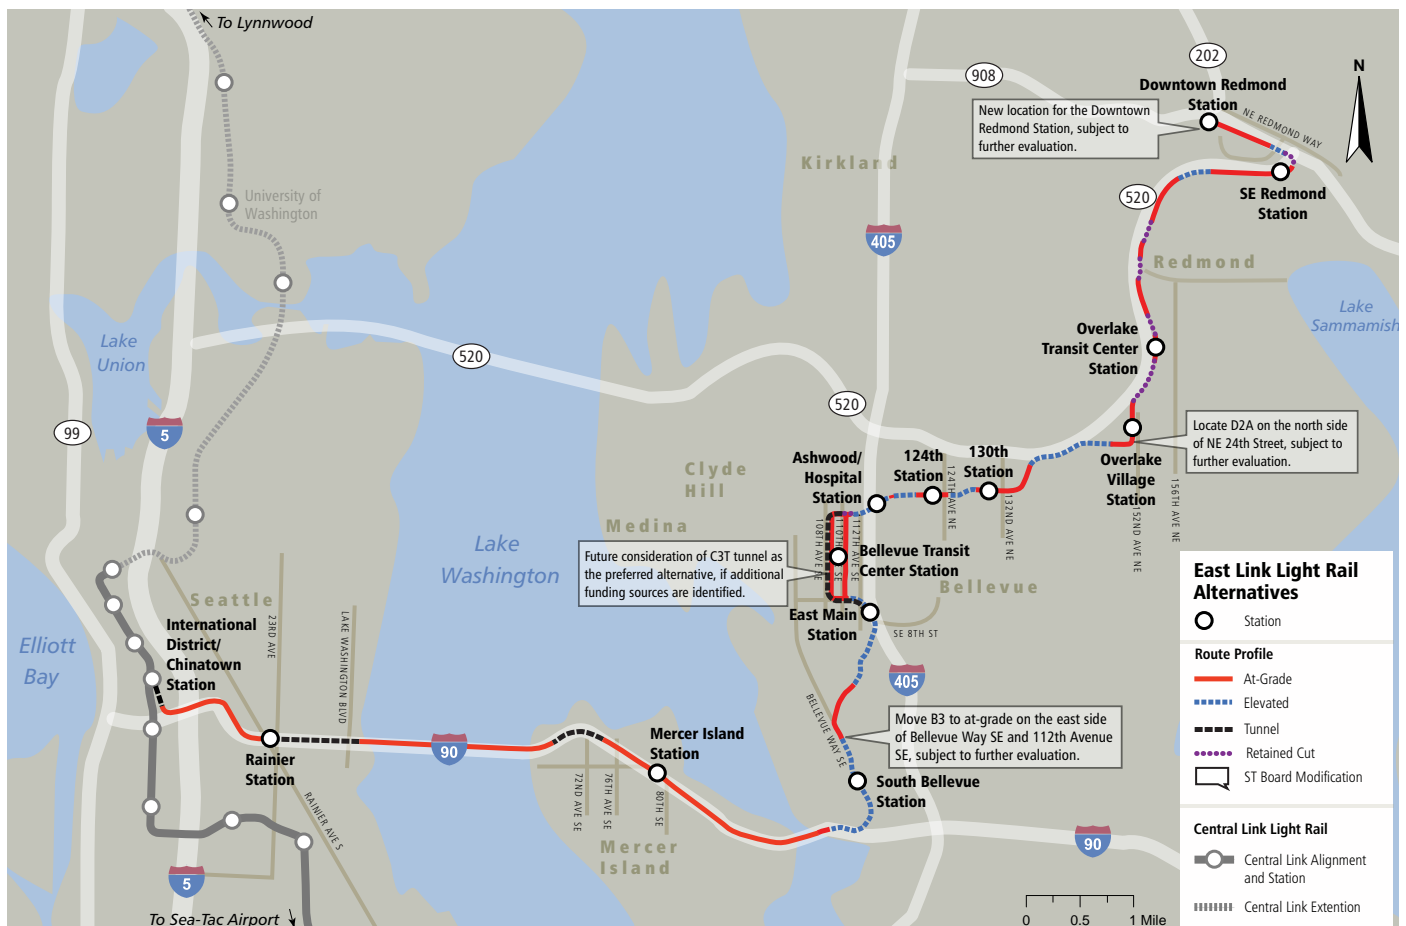 To Lynnwood
202
908
N
Downtown Redmond
Station
NE REDMOND WAY
New location for the Downtown
Redmond Station, subject to
further evaluation.
Kirkland
University of
Washington
520
SE Redmond
Station
405
Redmond
Lake
Sammamish
Lake
Union
520
Overlake
Transit Center
Station
520
99
5
Locate D2A on the north side
of NE 24th Street, subject to
further evaluation.
Clyde
Hill
Ashwood/
Hospital
Station
124th
Station
130th
Station
Overlake
Village
Station
124TH AVE NE
132ND AVE NE
152ND AVE NE
156TH AVE NE
Medina
108TH AVE SE
110TH
SE
112TH AVE SE
Lake
Washington
Future consideration of C3T tunnel as
the preferred alternative, if additional
funding sources are identified.
Bellevue Transit
Center Station
Bellevue
East Main
Station
SE 8TH ST
Seattle
International
District/
Chinatown
Station
23RD AVE
LAKE WASHINGTON BLVD
Elliott
Bay
405
BELLEVUE WAY SE
Move B3 to at-grade on the east side
of Bellevue Way SE and 112th Avenue
SE, subject to further evaluation.
Rainier
Station
90
Mercer Island
Station
South Bellevue
Station
RAINIER AVE S
72ND AVE SE
76TH AVE SE
80TH SE
Mercer
Island
90
5
To Sea-Tac Airport
0 0.5 1 Mile
East Link Light Rail
Alternatives
Station
Route Profile
At-Grade
Elevated
Tunnel
Retained Cut
ST Board Modification
Central Link Light Rail
Central Link Alignment
and Station
Central Link Extention